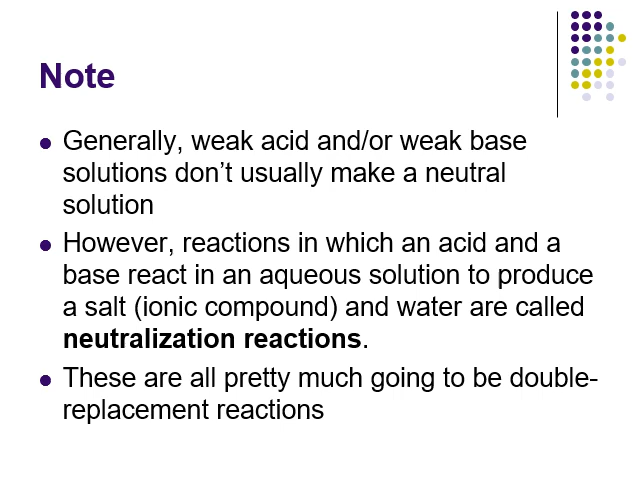 Note
Generally, weak acid and/or weak base
solutions don’t usually make a neutral
solution
However, reactions in which an acid and a
base react in an aqueous solution to produce
a salt (ionic compound) and water are called
neutralization reactions.
These are all pretty much going to be double-
replacement reactions